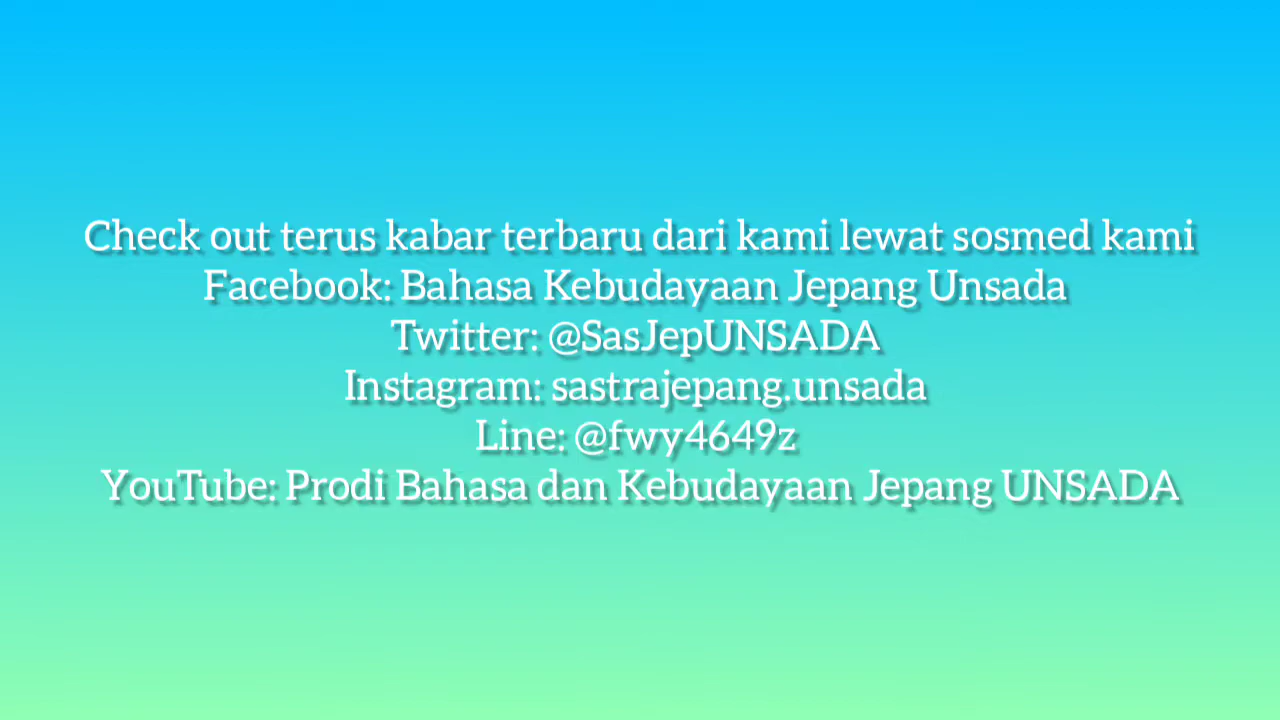 Check out terus kabar terbaru dari kami lewat sosmed kami
Facebook: Bahasa Kebudayaan Jepang Unsada
Twitter: @SasJepUNSADA
Instagram: sastrajepang.unsada
Line: @fwy4649z
YouTube: Prodi Bahasa dan Kebudayaan Jepang UNSADA